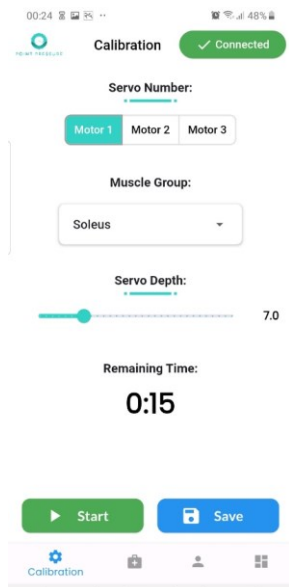 00:24 48%
Calibration
Connected
Servo Number:
Motor 1 Motor 2 Motor 3
Muscle Group:
Soleus
Servo Depth:
7.0
Remaining Time:
0:15
Start Save
Calibration